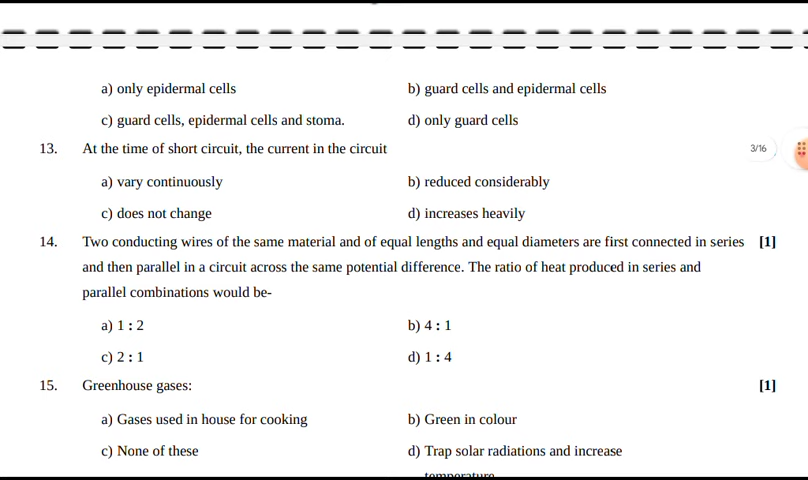 a) only epidermal cells b) guard cells and epidermal cells
c) guard cells, epidermal cells and stoma. d) only guard cells
13. At the time of short circuit, the current in the circuit 3/16
a) vary continuously b) reduced considerably
c) does not change d) increases heavily
14. Two conducting wires of the same material and of equal lengths and equal diameters are first connected in series [1]
and then parallel in a circuit across the same potential difference. The ratio of heat produced in series and
parallel combinations would be-
a) 1 : 2 b) 4 : 1
c) 2 : 1 d) 1 : 4
15. Greenhouse gases: [1]
a) Gases used in house for cooking b) Green in colour
c) None of these d) Trap solar radiations and increase
temperature